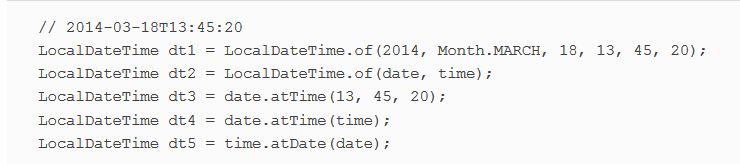 // 2014-03-18T13:45:20
LocalDateTime dt1 = LocalDateTime.of(2014, Month.MARCH, 18, 13, 45, 20);
LocalDateTime dt2 = LocalDateTime.of(date, time);
LocalDateTime dt3 = date.atTime(13, 45, 20);
LocalDateTime dt4 = date.atTime(time);
LocalDateTime dt5 = time.atDate(date);